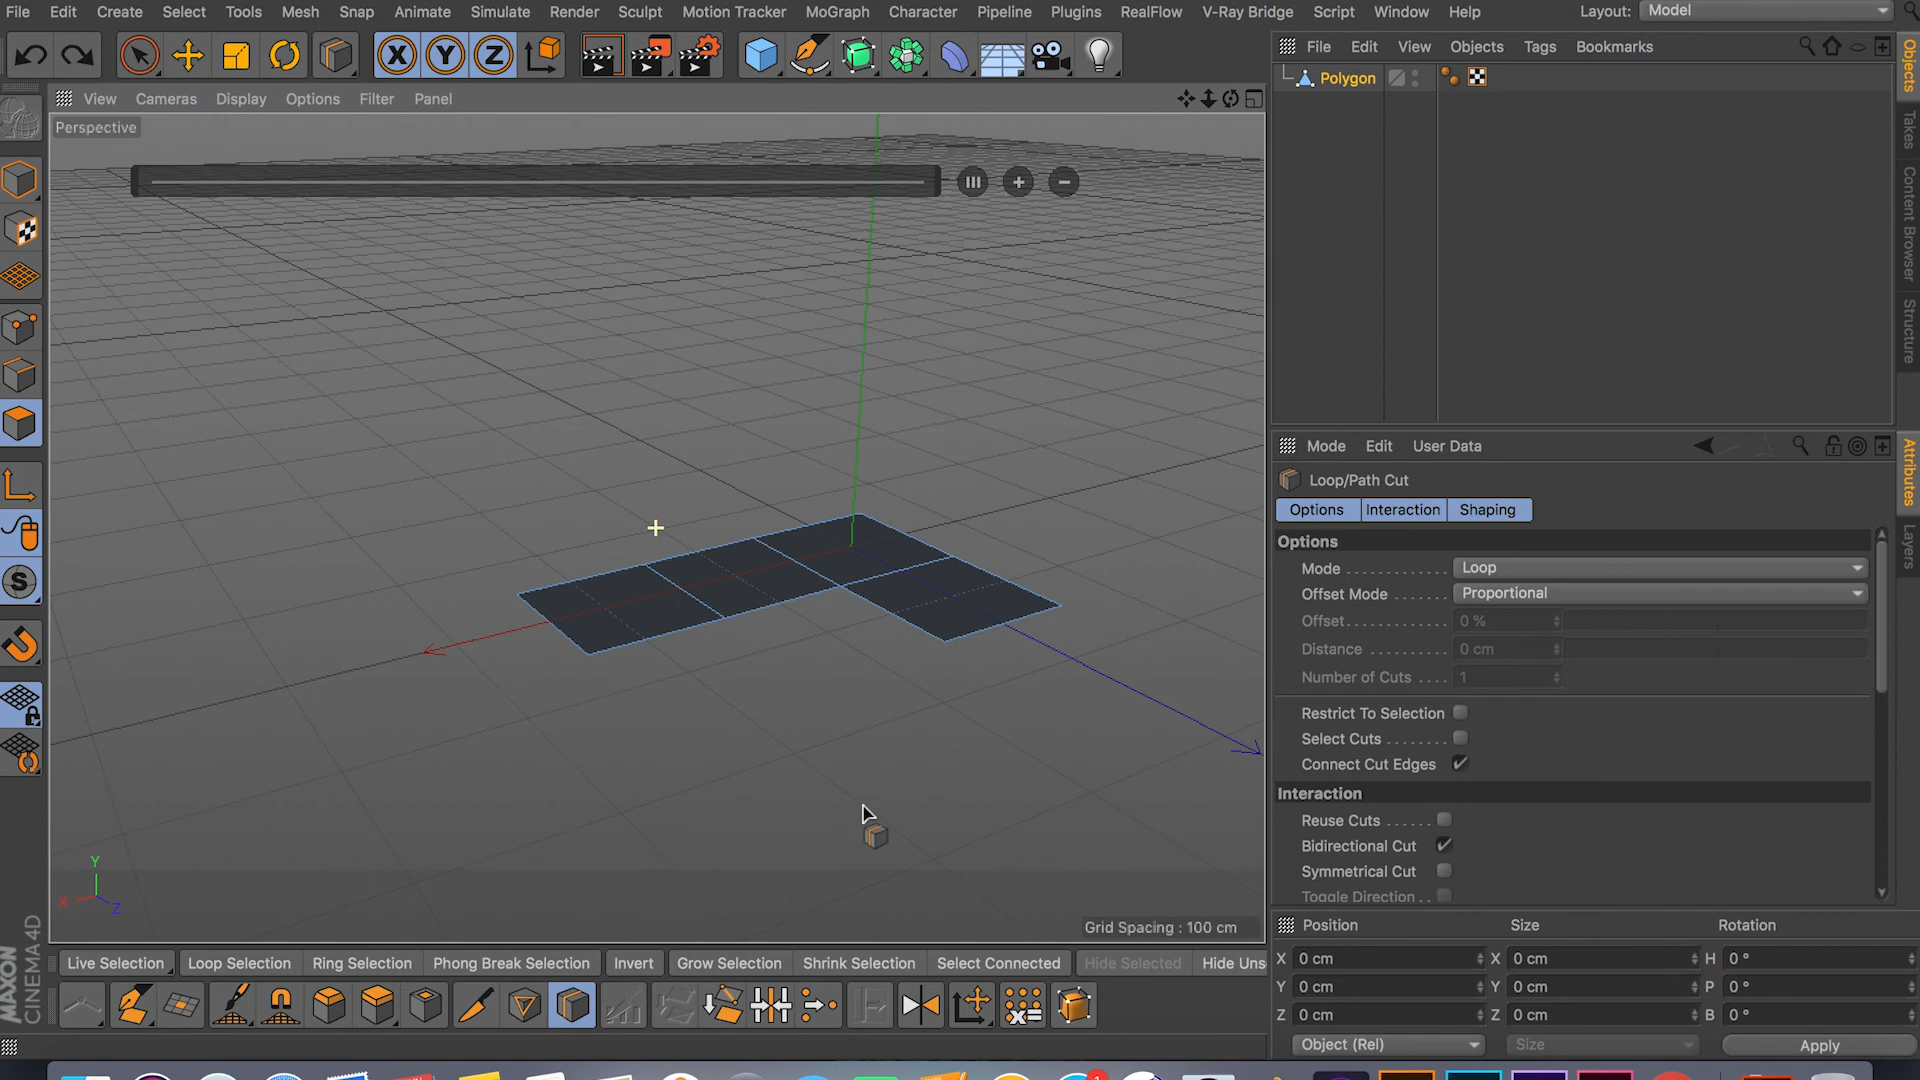 File Edit Create Select Tools Mesh Snap Animate Simulate Render Sculpt Motion Tracker MoGraph Character Pipeline Plugins RealFlow V-Ray Bridge Script Window Help Layout: Model
X Y Z
File Edit View Objects Tags Bookmarks
Polygon
View Cameras Display Options Filter Panel
Perspective
Objects
Takes
Content Browser
Structure
Mode Edit User Data
Loop/Path Cut
Options Interaction Shaping
Options
Mode Loop
Offset Mode Proportional
Offset 0 %
Distance 0 cm
Number of Cuts 1
Restrict To Selection
Select Cuts
Connect Cut Edges
Interaction
Reuse Cuts
Bidirectional Cut
Symmetrical Cut
Toggle Direction
Attributes
Layers
S
Y
X
Z
Grid Spacing : 100 cm
Position Size Rotation
X 0 cm X 0 cm H 0 °
Y 0 cm Y 0 cm P 0 °
Z 0 cm Z 0 cm B 0 °
Object (Rel) Size Apply
Live Selection Loop Selection Ring Selection Phong Break Selection Invert Grow Selection Shrink Selection Select Connected Hide Selected Hide Uns
MAXON
CINEMA 4D